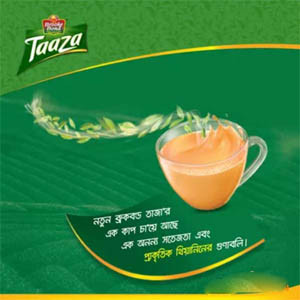 Brooke Bond
Taaza
নতুন ব্রুকবন্ড তাজা'র
এক কাপ চা'য়ে আছে
এক অনন্য সতেজতা এবং
প্রাকৃতিক থিয়ানিনের গুণাবলি।